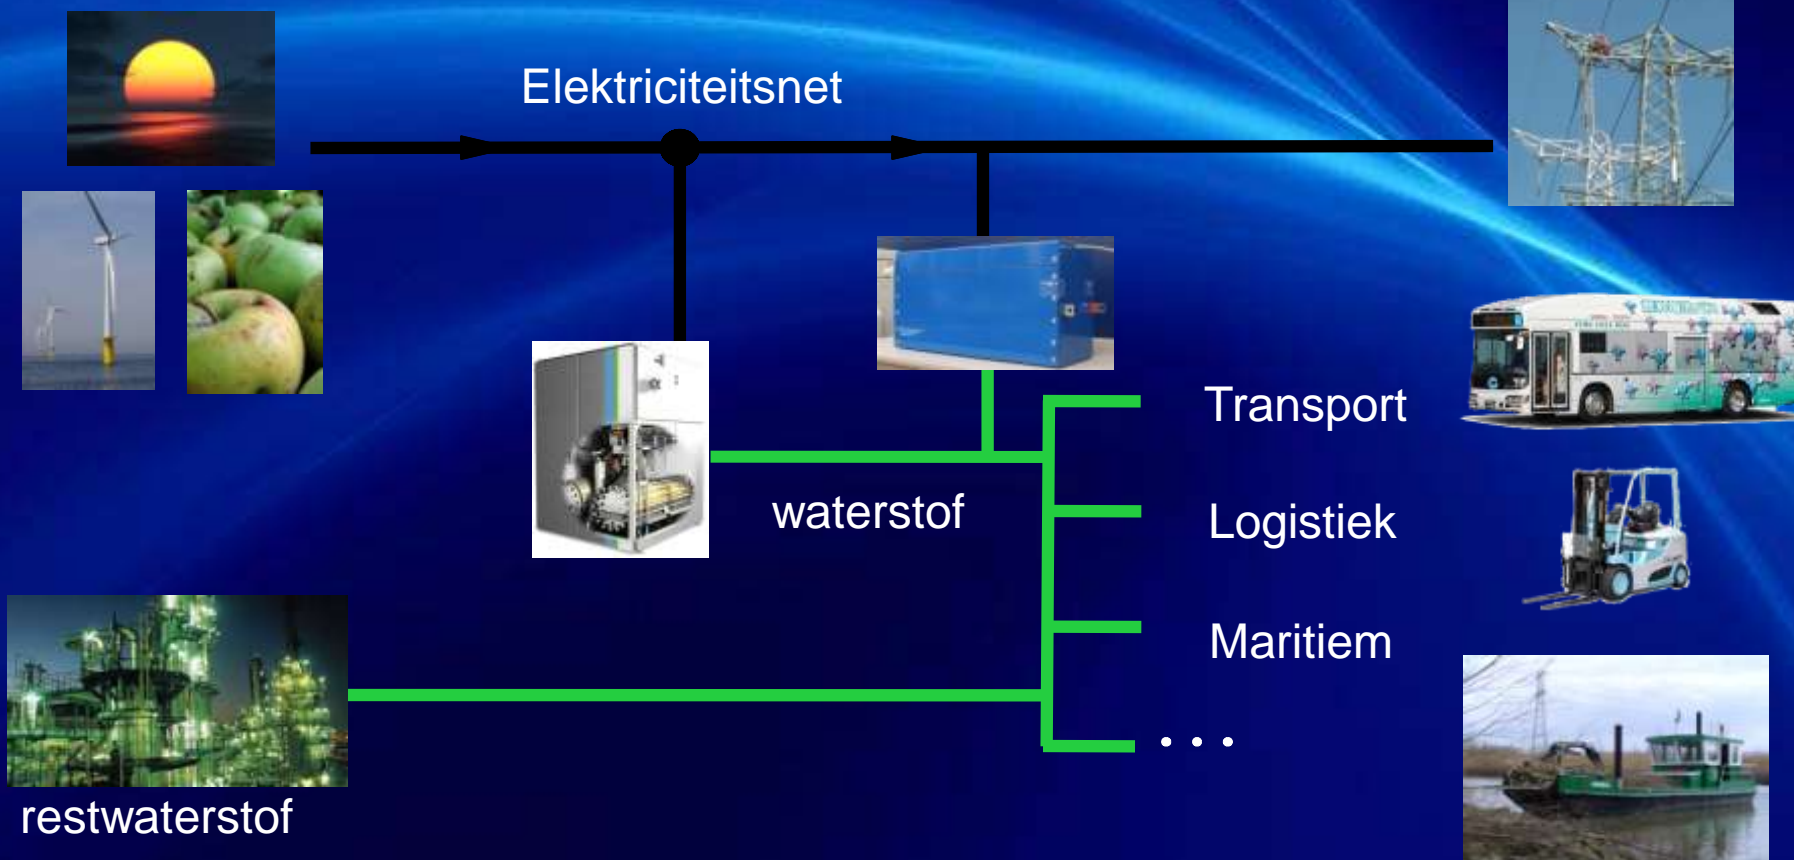 Elektriciteitsnet
Transport
waterstof
Logistiek
Maritiem
. . .
restwaterstof